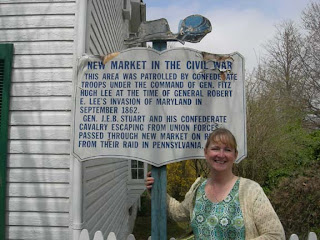 NEW MARKET IN THE CIVIL WAR
THIS AREA WAS PATROLLED BY CONFEDERATE
TROOPS UNDER THE COMMAND OF GEN. FITZ
HUGH LEE AT THE TIME OF GENERAL ROBERT
E. LEE'S INVASION OF MARYLAND IN
SEPTEMBER 1862.
GEN. J.E.B. STUART AND HIS CONFEDERATE
CAVALRY ESCAPING FROM UNION FORCES
PASSED THROUGH NEW MARKET ON
FROM THEIR RAID IN PENNSYLVANIA